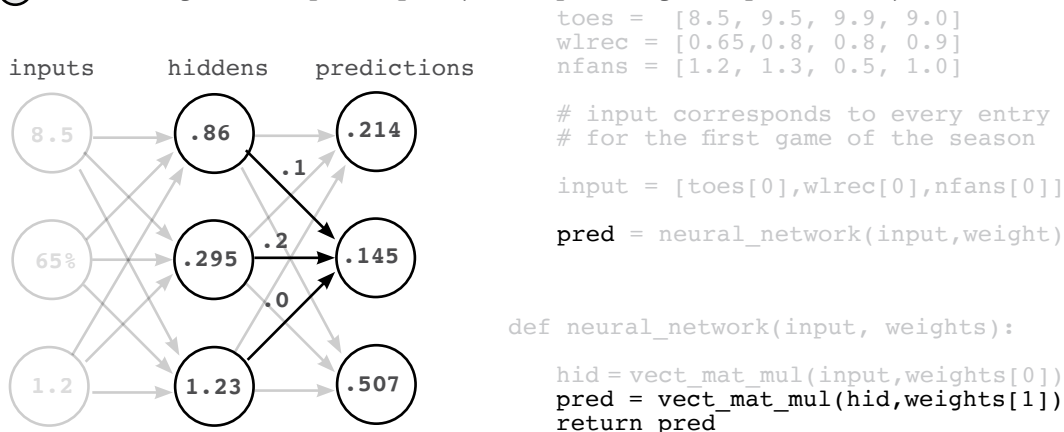 inputs hiddens predictions
8.5 .86 .214
.1
65% .295 .2 .145
.0
1.2 1.23 .507
toes = [8.5, 9.5, 9.9, 9.0]
wlrec = [0.65,0.8, 0.8, 0.9]
nfans = [1.2, 1.3, 0.5, 1.0]
# input corresponds to every entry
# for the first game of the season
input = [toes[0],wlrec[0],nfans[0]]
pred = neural_network(input,weight)
def neural_network(input, weights):
hid = vect_mat_mul(input,weights[0])
pred = vect_mat_mul(hid,weights[1])
return pred